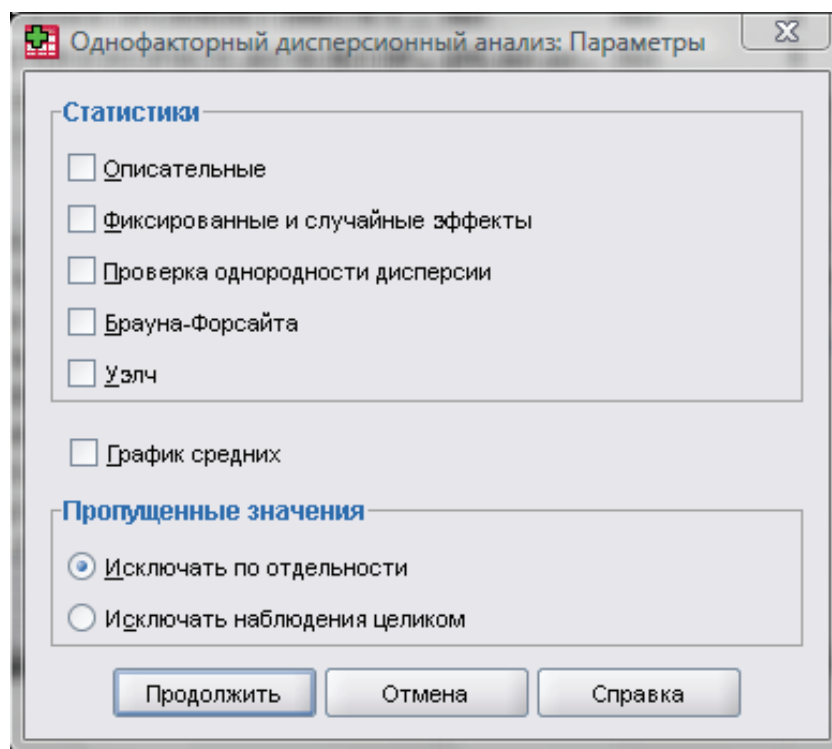 Однофакторный дисперсионный анализ: Параметры
Статистики
Описательные
Фиксированные и случайные эффекты
Проверка однородности дисперсии
Брауна-Форсайта
Уэлч
График средних
Пропущенные значения
Исключать по отдельности
Исключать наблюдения целиком
Продолжить Отмена Справка